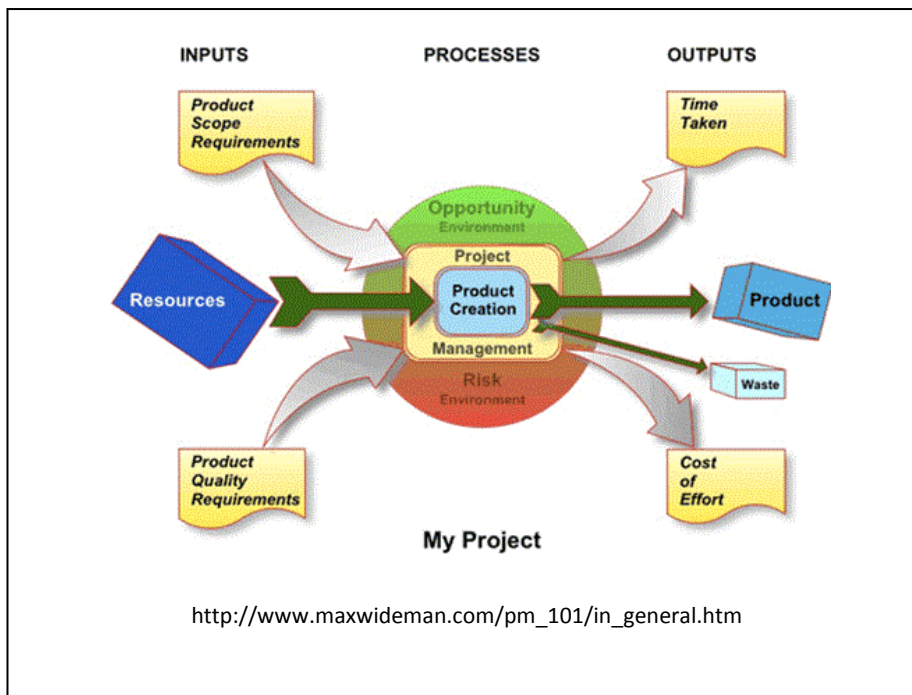 INPUTS
PROCESSES
OUTPUTS
Product
Scope
Requirements
Time
Taken
Opportunity
Environment
Project
Resources
Product
Creation
Product
Management
Waste
Risk
Environment
Product
Quality
Requirements
Cost
of
Effort
My Project
http://www.maxwideman.com/pm_101/in_general.htm